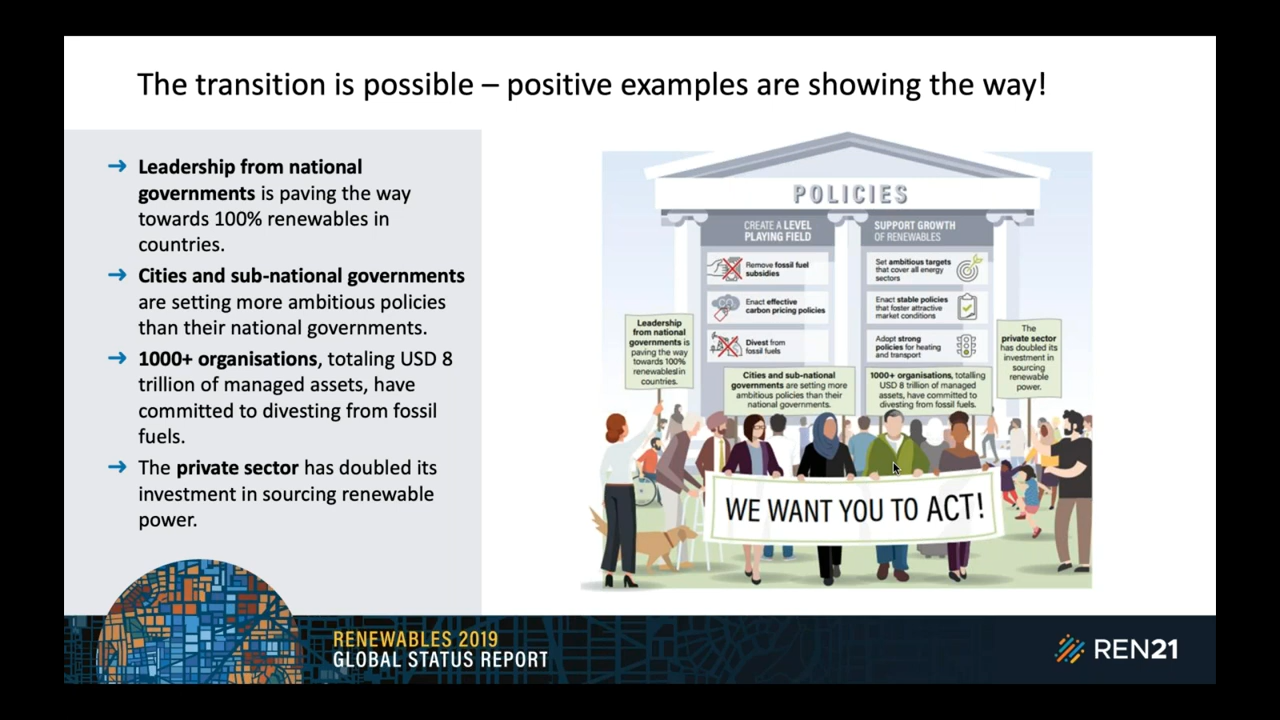 The transition is possible – positive examples are showing the way!
➔ Leadership from national
governments is paving the way
towards 100% renewables in
countries.
➔ Cities and sub-national governments
are setting more ambitious policies
than their national governments.
➔ 1000+ organisations, totaling USD 8
trillion of managed assets, have
committed to divesting from fossil
fuels.
➔ The private sector has doubled its
investment in sourcing renewable
power.
POLICIES
CREATE A LEVEL
PLAYING FIELD
Remove fossil fuel
subsidies
CO₂
Enact effective
carbon pricing policies
Divest from
fossil fuels
SUPPORT GROWTH
OF RENEWABLES
Set ambitious targets
that cover all energy
sectors
Enact stable policies
that foster attractive
market conditions
Adopt strong
policies for heating
and transport
Leadership
from national
governments is
paving the way
towards 100%
renewables in
countries.
Cities and sub-national
governments are setting more
ambitious policies than their
national governments.
1000+ organisations, totalling
USD 8 trillion of managed
assets, have committed to
divesting from fossil fuels.
The
private sector
has doubled its
investment in
sourcing
renewable
power.
WE WANT YOU TO ACT!
RENEWABLES 2019
GLOBAL STATUS REPORT
REN21